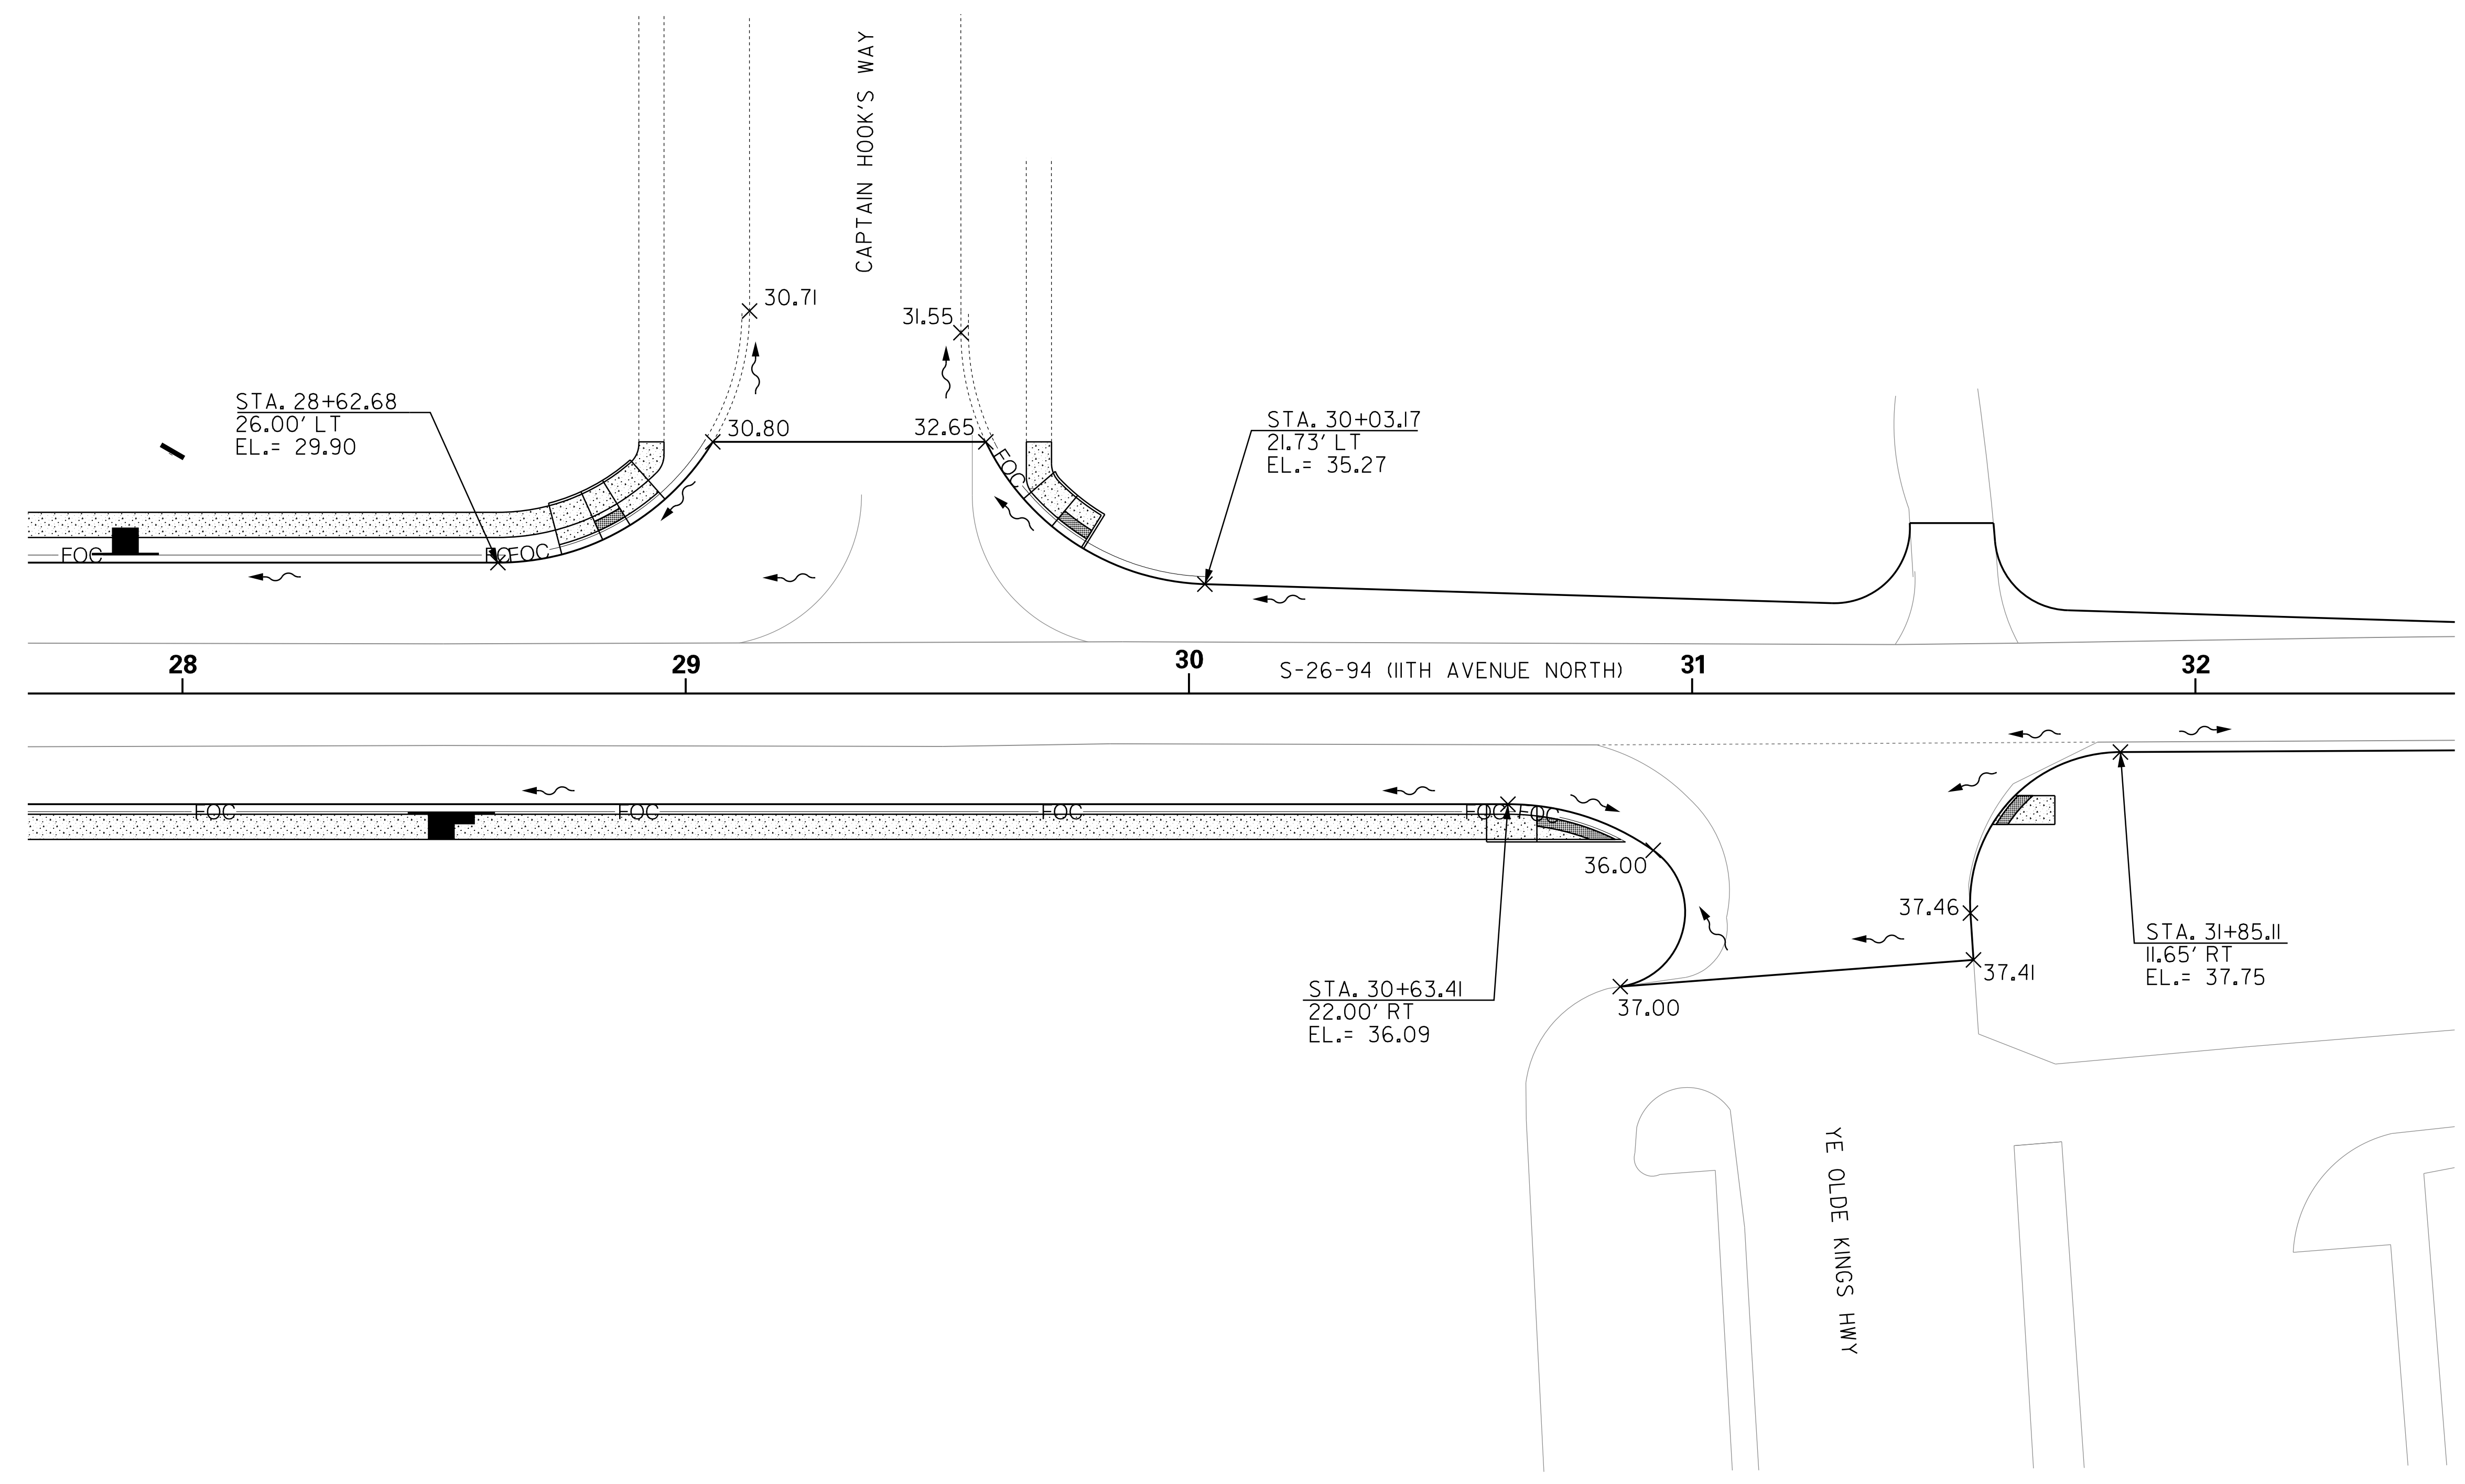 CAPTAIN HOOK'S WAY
30.71
31.55
STA. 28+62.68
26.00' LT
EL.= 29.90
30.80
32.65
STA. 30+03.17
21.73' LT
EL.= 35.27
FOC
FOC
FOC
FOC
28
29
30
31
32
S-26-94 (11TH AVENUE NORTH)
FOC
FOC
FOC
FOC
FOC
36.00
37.46
37.41
37.00
STA. 31+85.11
11.65' RT
EL.= 37.75
STA. 30+63.41
22.00' RT
EL.= 36.09
YE OLDE KINGS HWY